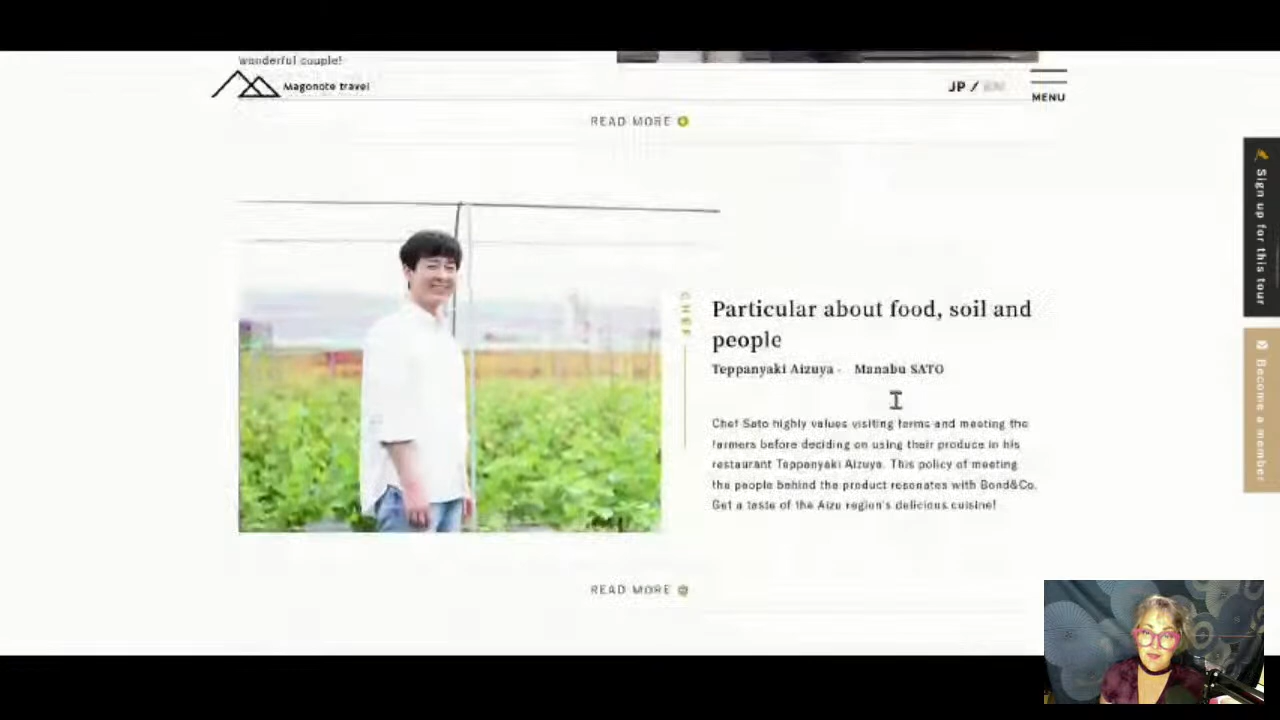 wonderful couple!
Magonote travel
JP / EN
MENU
READ MORE
Sign up for this tour
Become a member
CHEF
Particular about food, soil and
people
Teppanyaki Aizuya - Manabu SATO
Chef Sato highly values visiting farms and meeting the
farmers before deciding on using their produce in his
restaurant Teppanyaki Aizuya. This policy of meeting
the people behind the product resonates with Bond&Co.
Get a taste of the Aizu region's delicious cuisine!
READ MORE